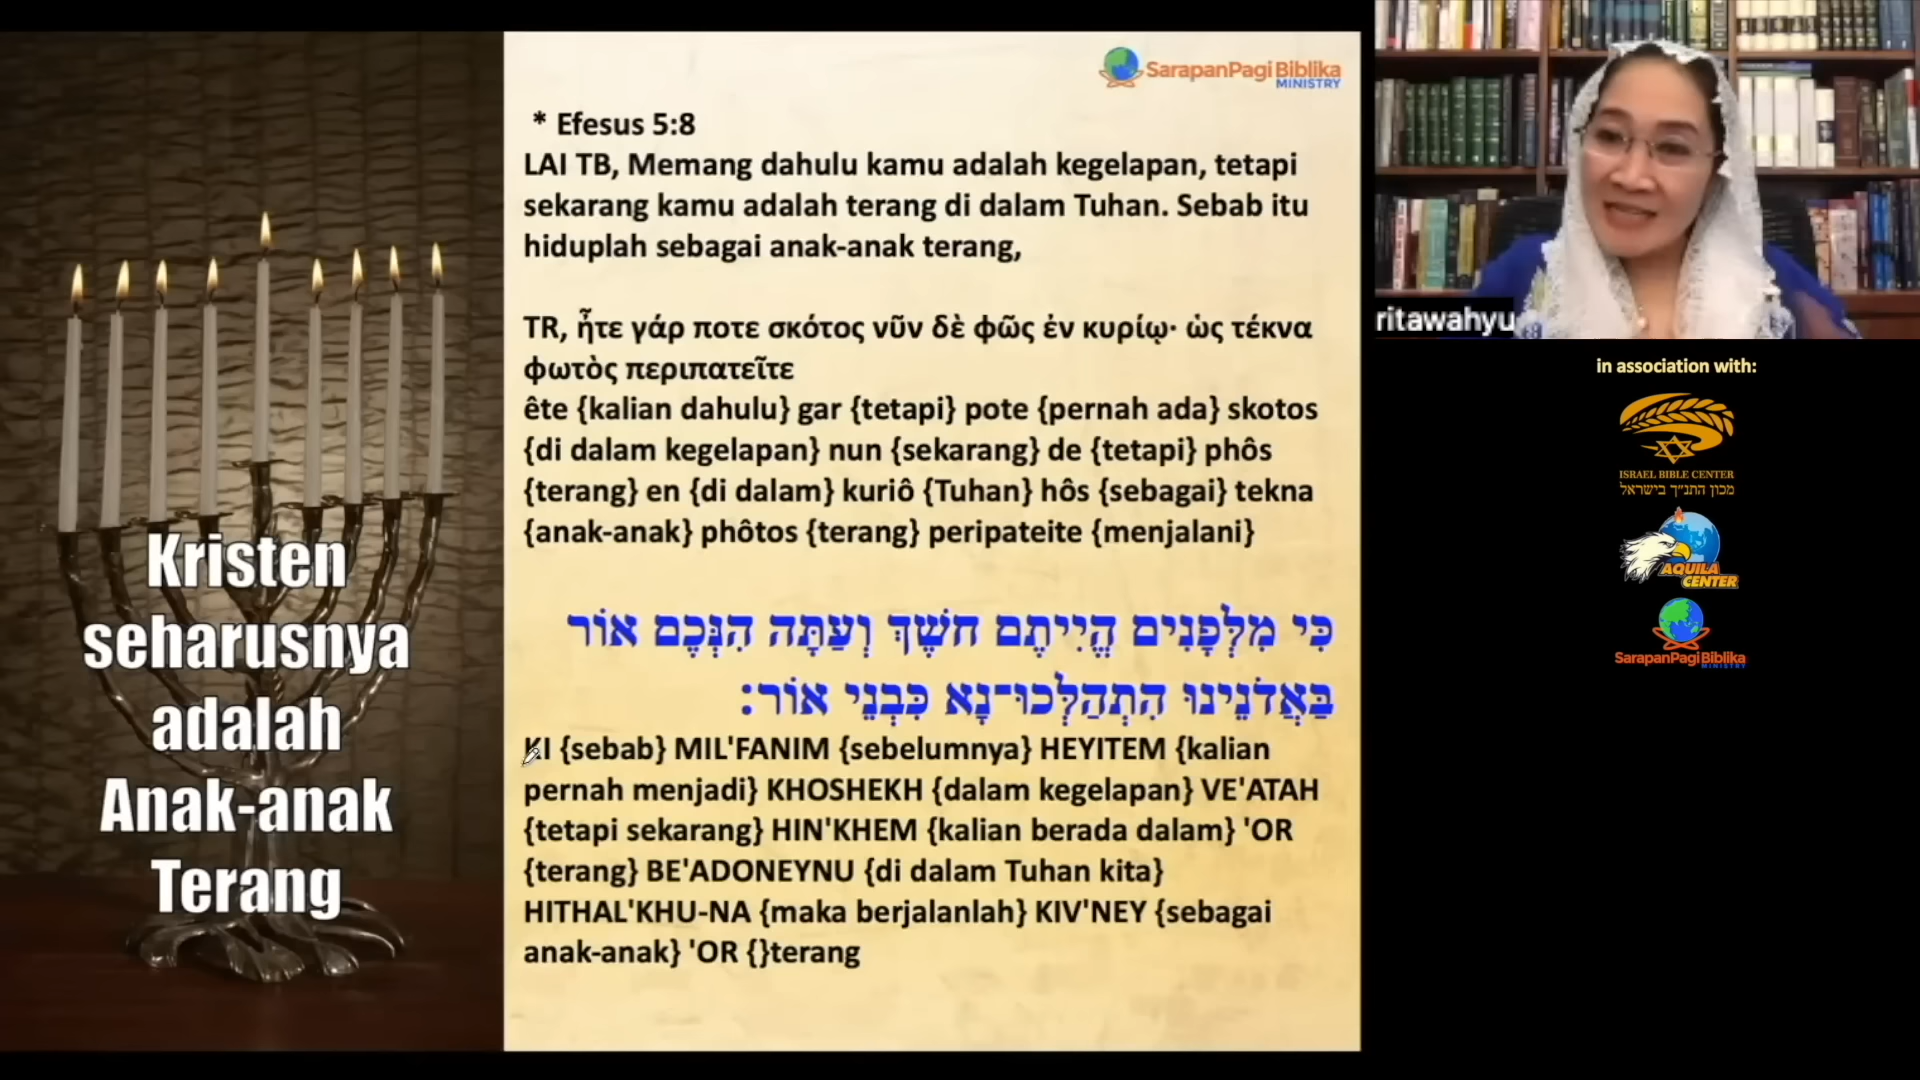 SarapanPagi Biblika
MINISTRY
* Efesus 5:8
LAI TB, Memang dahulu kamu adalah kegelapan, tetapi
sekarang kamu adalah terang di dalam Tuhan. Sebab itu
hiduplah sebagai anak-anak terang,
TR, ἦτε γάρ ποτε σκότος νῦν δὲ φῶς ἐν κυρίῳ· ὡς τέκνα
φωτὸς περιπατεῖτε
ête {kalian dahulu} gar {tetapi} pote {pernah ada} skotos
{di dalam kegelapan} nun {sekarang} de {tetapi} phôs
{terang} en {di dalam} kuriô {Tuhan} hôs {sebagai} tekna
{anak-anak} phôtos {terang} peripateite {menjalani}
כִּי מִלְּפָנִים הֱיִיתֶם חשֶׁךְ וְעַתָּה הִנְּכֶם אוֹר
בַּאֲדֹנֵינוּ הִתְהַלְּכוּ־נָא כִּבְנֵי אוֹר׃
KI {sebab} MIL'FANIM {sebelumnya} HEYITEM {kalian
pernah menjadi} KHOSHEKH {dalam kegelapan} VE'ATAH
{tetapi sekarang} HIN'KHEM {kalian berada dalam} 'OR
{terang} BE'ADONEYNU {di dalam Tuhan kita}
HITHAL'KHU-NA {maka berjalanlah} KIV'NEY {sebagai
anak-anak} 'OR {}terang
Kristen
seharusnya
adalah
Anak-anak
Terang
ritawahyu
in association with:
ISRAEL BIBLE CENTER
מכון התנ״ך בישראל
AQUILA
CENTER
SarapanPagi Biblika
MINISTRY